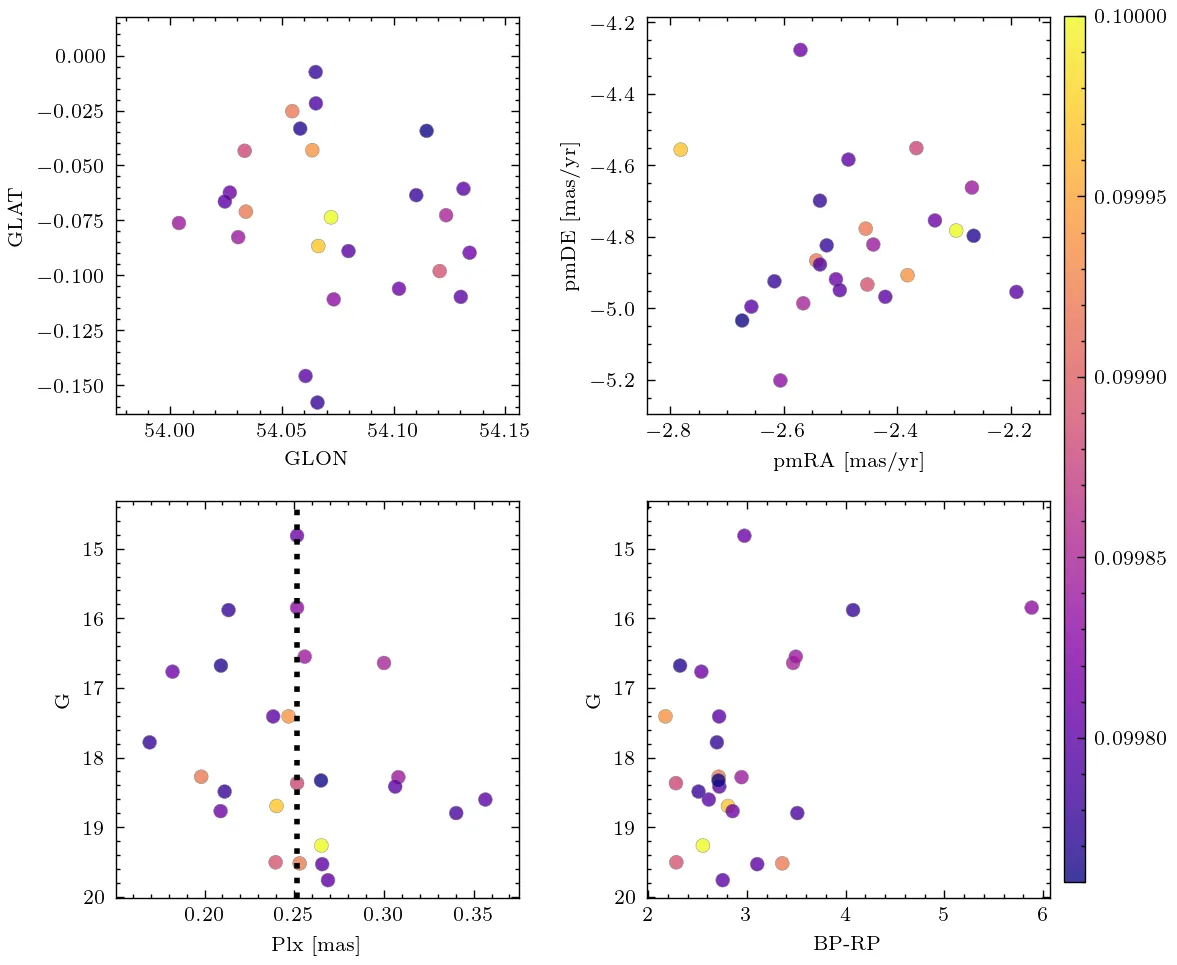 0.000
−0.025
−0.050
−0.075
−0.100
−0.125
−0.150
GLAT
54.00 54.05 54.10 54.15
GLON
−4.2
−4.4
−4.6
−4.8
−5.0
−5.2
pmDE [mas/yr]
−2.8 −2.6 −2.4 −2.2
pmRA [mas/yr]
0.10000
0.09995
0.09990
0.09985
0.09980
15
16
17
18
19
20
G
0.20 0.25 0.30 0.35
Plx [mas]
15
16
17
18
19
20
G
2 3 4 5 6
BP-RP